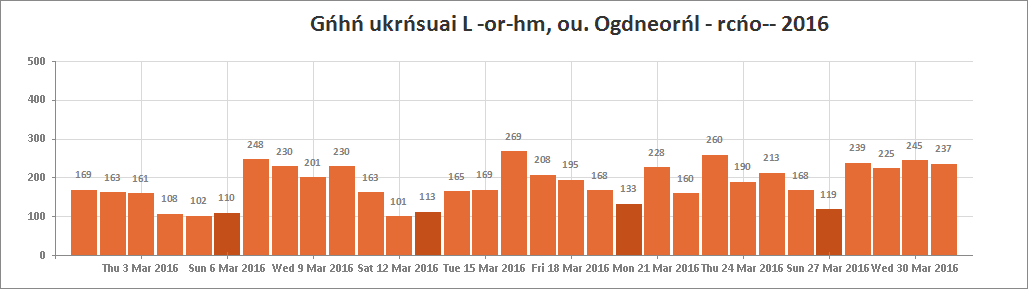 Gńhń ukrńsuai L -or-hm, ou. Ogdneorńl - rcńo-- 2016
500
400
300
200
100
0
169 163 161 108 102 110 248 230 201 230 163 101 113 165 169 269 208 195 168 133 228 160 260 190 213 168 119 239 225 245 237
Thu 3 Mar 2016 Sun 6 Mar 2016 Wed 9 Mar 2016 Sat 12 Mar 2016 Tue 15 Mar 2016 Fri 18 Mar 2016 Mon 21 Mar 2016 Thu 24 Mar 2016 Sun 27 Mar 2016 Wed 30 Mar 2016